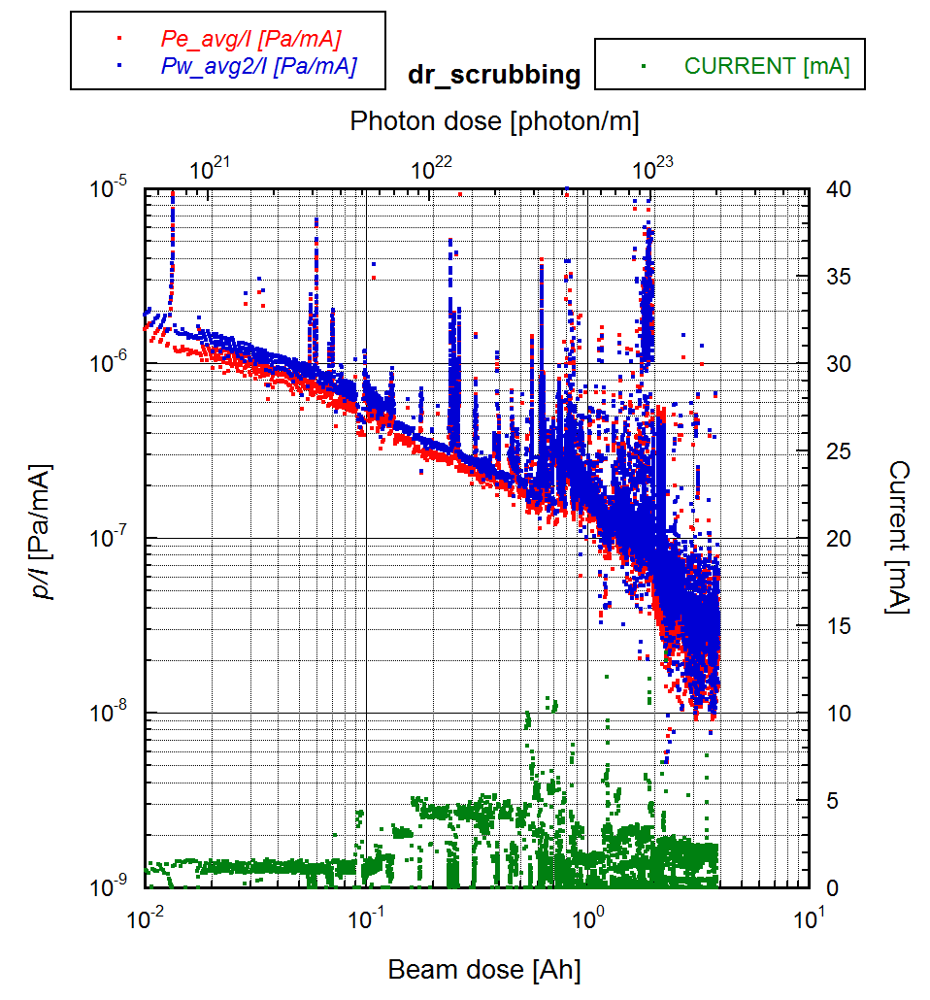 Pe_avg/I [Pa/mA]
Pw_avg2/I [Pa/mA]
dr_scrubbing
CURRENT [mA]
Photon dose [photon/m]
10^21 10^22 10^23
10^-5 40
35
10^-6 30
25
10^-7 20
15
10^-8 10
5
10^-9 0
p/I [Pa/mA]
Current [mA]
10^-2 10^-1 10^0 10^1
Beam dose [Ah]